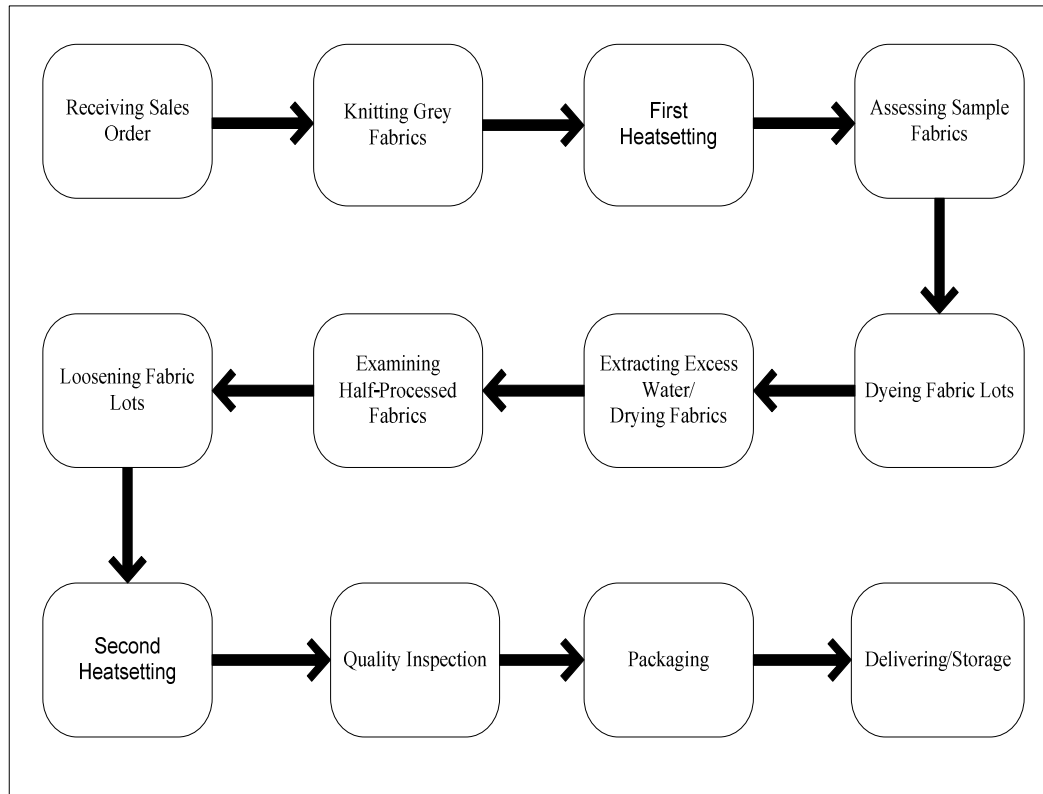 Receiving Sales
Order
Knitting Grey
Fabrics
First
Heatsetting
Assessing Sample
Fabrics
Dyeing Fabric Lots
Extracting Excess
Water/
Drying Fabrics
Examining
Half-Processed
Fabrics
Loosening Fabric
Lots
Second
Heatsetting
Quality Inspection
Packaging
Delivering/Storage